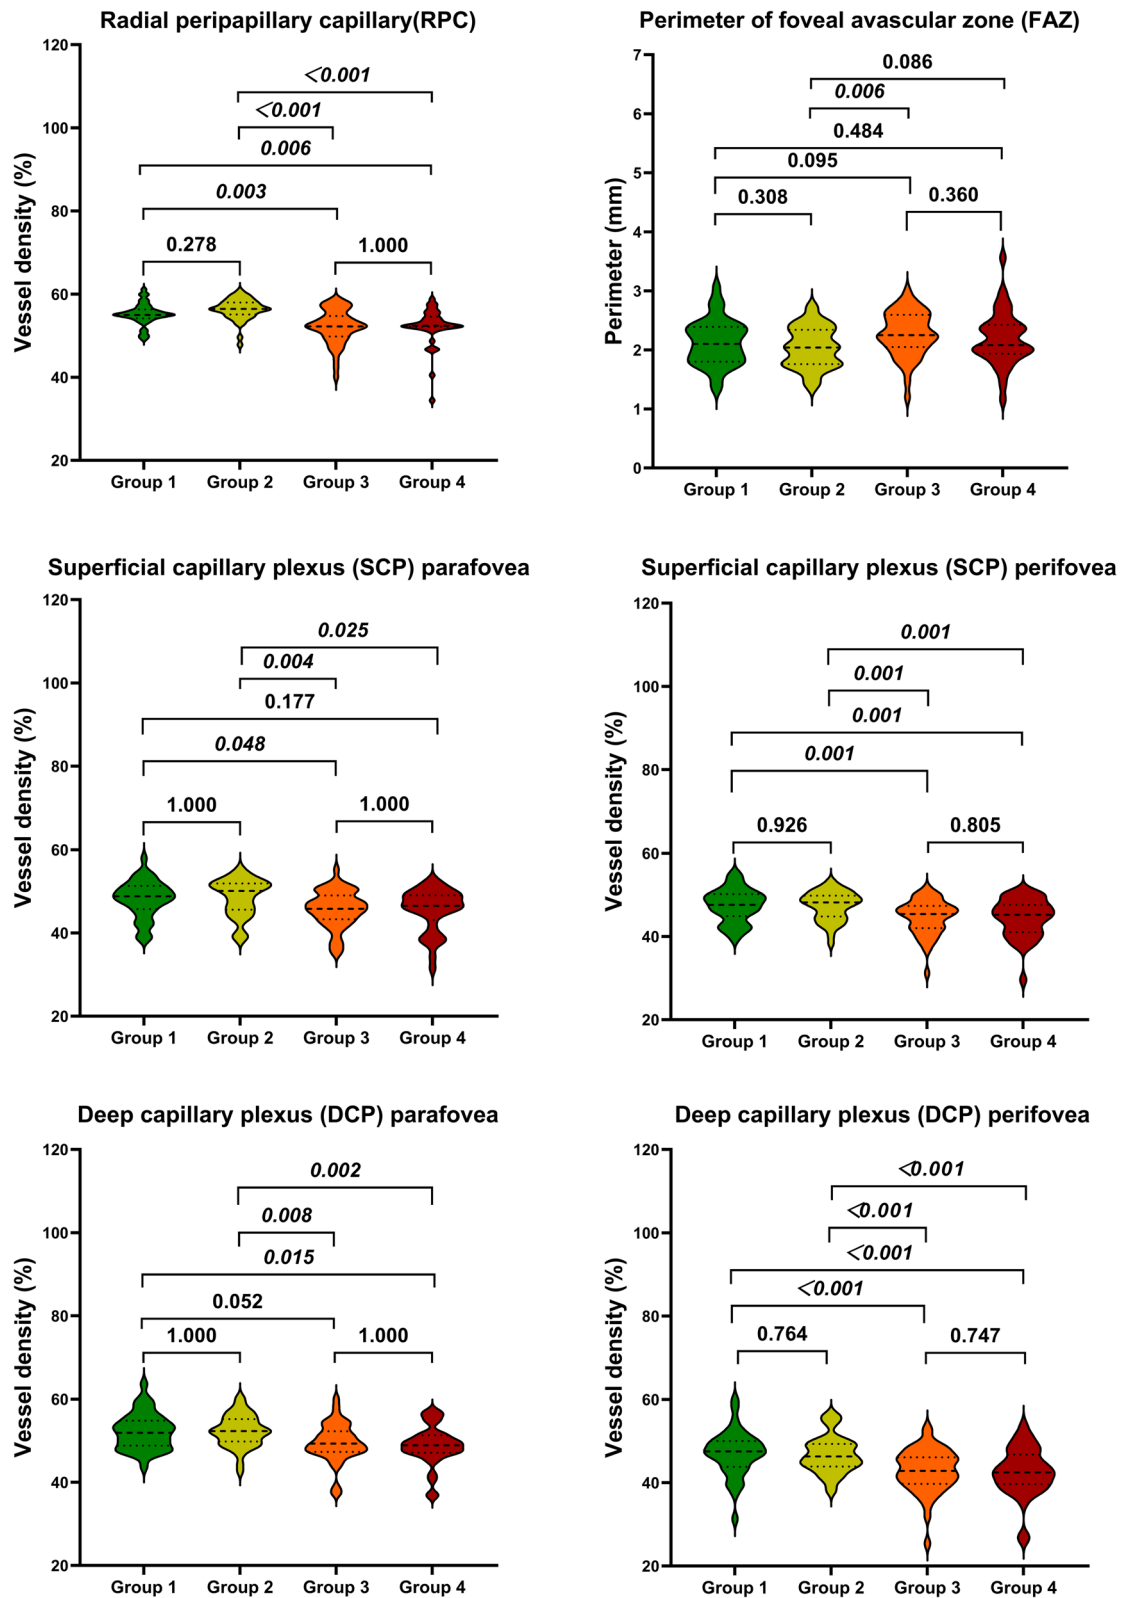 Radial peripapillary capillary(RPC)
Vessel density (%)
120
100
80
60
40
20
<0.001
<0.001
0.006
0.003
0.278
1.000
Group 1
Group 2
Group 3
Group 4
Perimeter of foveal avascular zone (FAZ)
Perimeter (mm)
7
6
5
4
3
2
1
0
0.086
0.006
0.484
0.095
0.308
0.360
Group 1
Group 2
Group 3
Group 4
Superficial capillary plexus (SCP) parafovea
Vessel density (%)
120
100
80
60
40
20
0.025
0.004
0.177
0.048
1.000
1.000
Group 1
Group 2
Group 3
Group 4
Superficial capillary plexus (SCP) perifovea
Vessel density (%)
120
100
80
60
40
20
0.001
0.001
0.001
0.001
0.926
0.805
Group 1
Group 2
Group 3
Group 4
Deep capillary plexus (DCP) parafovea
Vessel density (%)
120
100
80
60
40
20
0.002
0.008
0.015
0.052
1.000
1.000
Group 1
Group 2
Group 3
Group 4
Deep capillary plexus (DCP) perifovea
Vessel density (%)
120
100
80
60
40
20
<0.001
<0.001
<0.001
<0.001
0.764
0.747
Group 1
Group 2
Group 3
Group 4